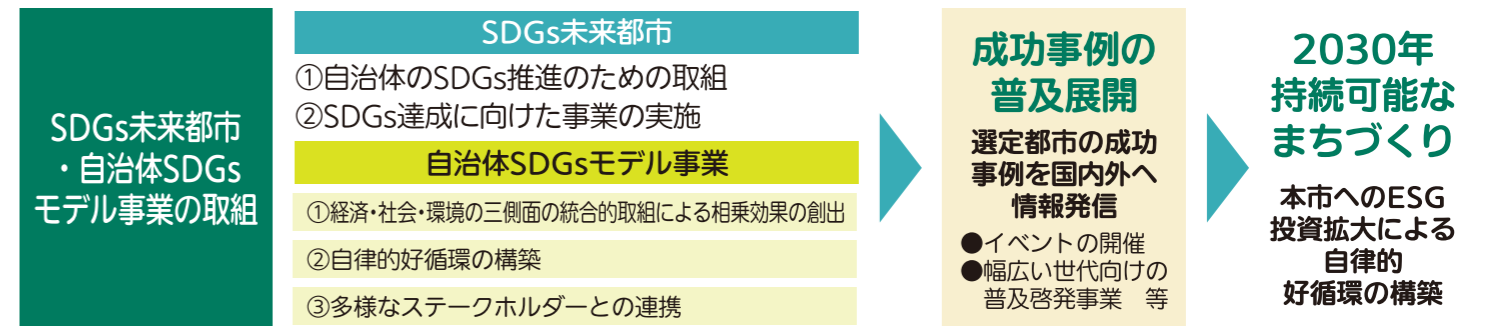 SDGs未来都市
・自治体SDGs
モデル事業の取組
SDGs未来都市
①自治体のSDGs推進のための取組
②SDGs達成に向けた事業の実施
自治体SDGsモデル事業
①経済・社会・環境の三側面の統合的取組による相乗効果の創出
②自律的好循環の構築
③多様なステークホルダーとの連携
成功事例の
普及展開
選定都市の成功
事例を国内外へ
情報発信
●イベントの開催
●幅広い世代向けの
普及啓発事業　等
2030年
持続可能な
まちづくり
本市へのESG
投資拡大による
自律的
好循環の構築